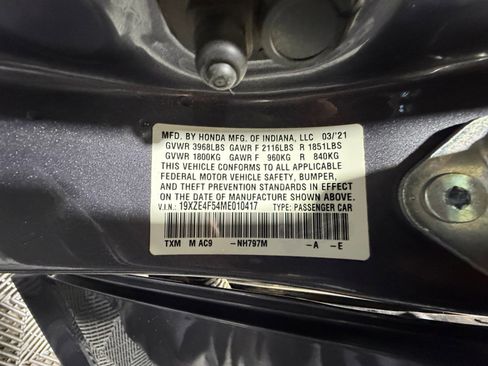 MFD. BY HONDA MFG. OF INDIANA, LLC 03/'21
GVWR 3968LBS GAWR F 2116LBS R 1851LBS
GVWR 1800KG GAWR F 960KG R 840KG
THIS VEHICLE CONFORMS TO ALL APPLICABLE
FEDERAL MOTOR VEHICLE SAFETY, BUMPER,
AND THEFT PREVENTION STANDARDS IN EFFECT
ON THE DATE OF MANUFACTURE SHOWN ABOVE.
V.I.N.: 19XZE4F54ME010417 TYPE: PASSENGER CAR
TXM M AC9 -NH797M -A -E